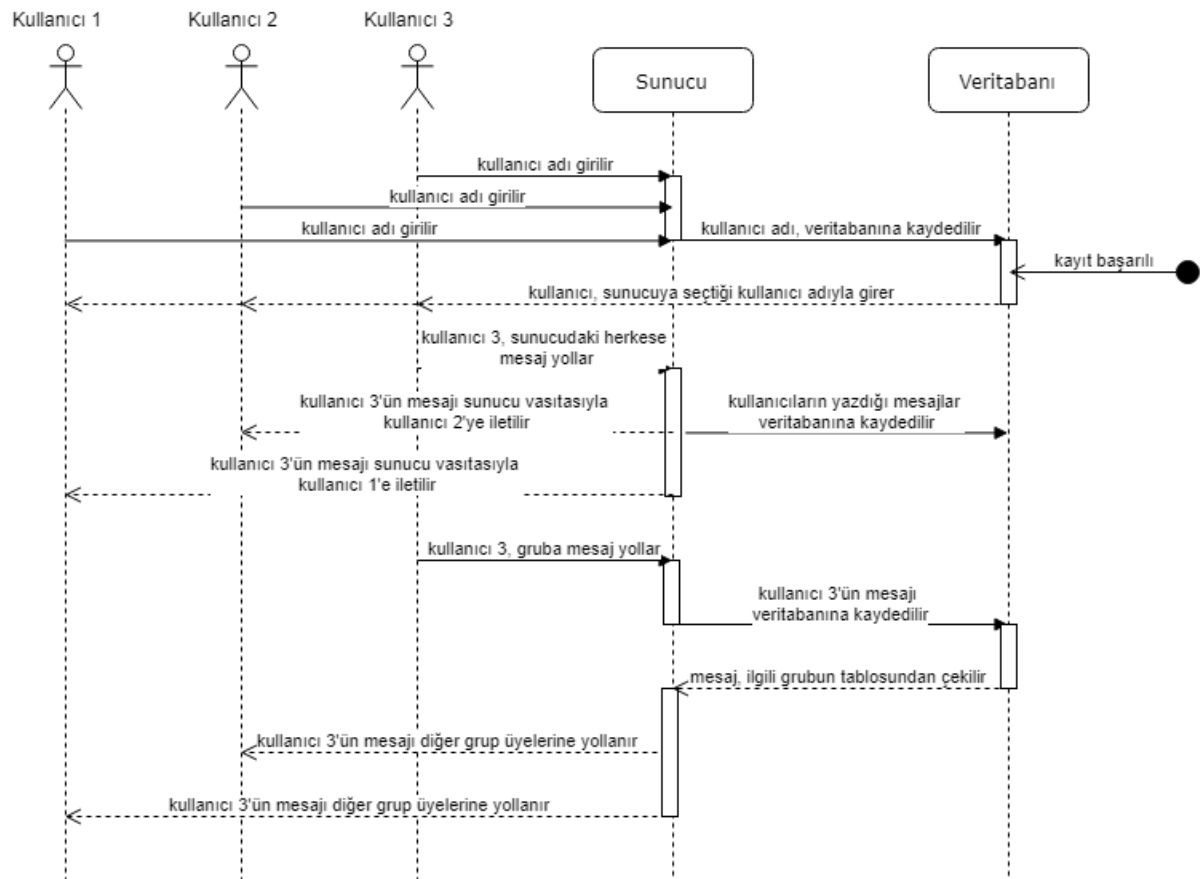 Kullanıcı 1
Kullanıcı 2
Kullanıcı 3
Sunucu
Veritabanı
kullanıcı adı girilir
kullanıcı adı girilir
kullanıcı adı girilir
kullanıcı adı, veritabanına kaydedilir
kayıt başarılı
kullanıcı, sunucuya seçtiği kullanıcı adıyla girer
kullanıcı 3, sunucudaki herkese
mesaj yollar
kullanıcı 3'ün mesajı sunucu vasıtasıyla
kullanıcı 2'ye iletilir
kullanıcıların yazdığı mesajlar
veritabanına kaydedilir
kullanıcı 3'ün mesajı sunucu vasıtasıyla
kullanıcı 1'e iletilir
kullanıcı 3, gruba mesaj yollar
kullanıcı 3'ün mesajı
veritabanına kaydedilir
mesaj, ilgili grubun tablosundan çekilir
kullanıcı 3'ün mesajı diğer grup üyelerine yollanır
kullanıcı 3'ün mesajı diğer grup üyelerine yollanır